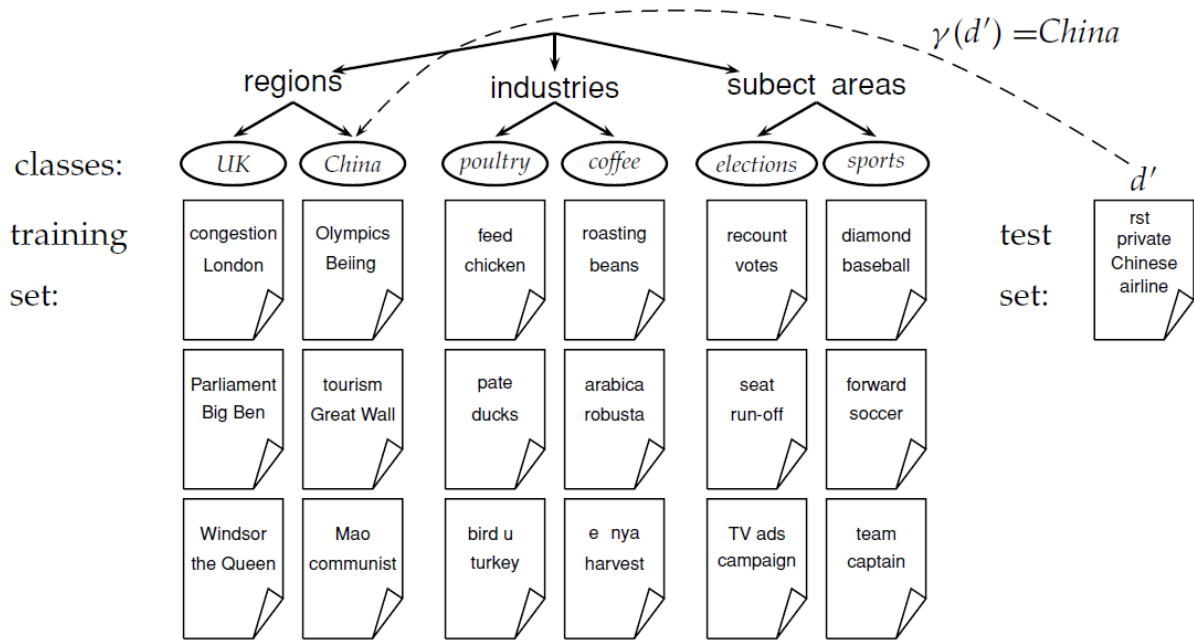 γ(d′) =China
regions
industries
subect areas
classes:
UK
China
poultry
coffee
elections
sports
d′
training
set:
congestion
London
Olympics
Beiing
feed
chicken
roasting
beans
recount
votes
diamond
baseball
test
set:
rst
private
Chinese
airline
Parliament
Big Ben
tourism
Great Wall
pate
ducks
arabica
robusta
seat
run-off
forward
soccer
Windsor
the Queen
Mao
communist
bird u
turkey
e nya
harvest
TV ads
campaign
team
captain